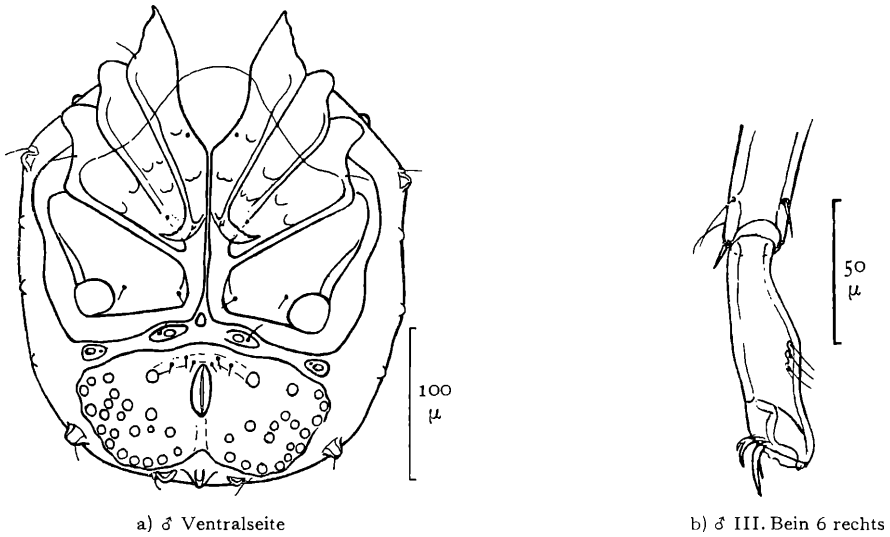 50
μ
100
μ
a) ♂ Ventralseite
b) ♂ III. Bein 6 rechts